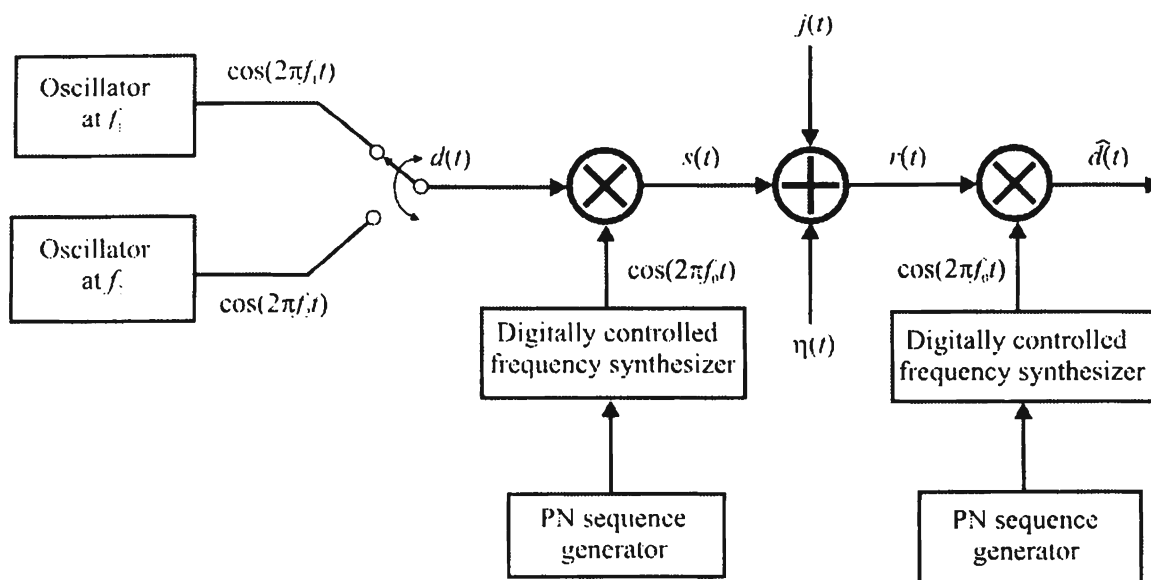 j(t)
cos(2πf₁t)
Oscillator
at f₁
d(t)
s(t)
r(t)
d̂(t)
Oscillator
at f₂
cos(2πf₂t)
cos(2πf₀t)
cos(2πf₀t)
η(t)
Digitally controlled
frequency synthesizer
Digitally controlled
frequency synthesizer
PN sequence
generator
PN sequence
generator